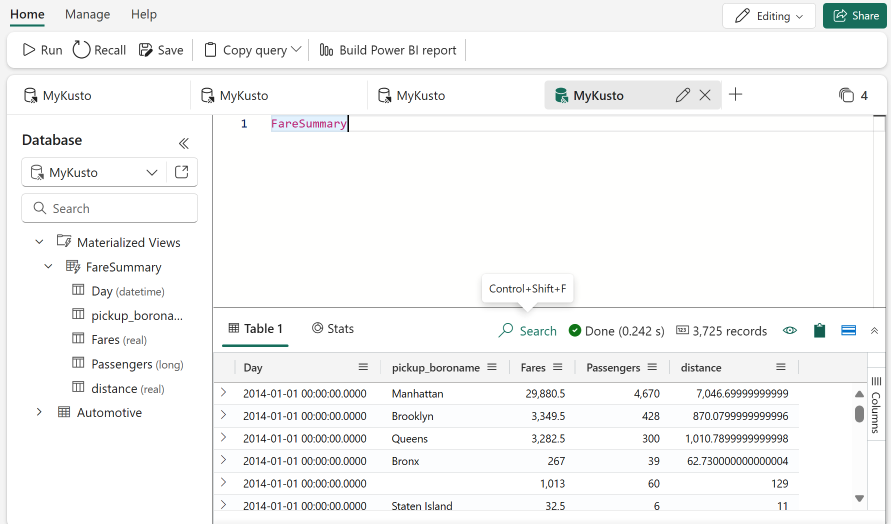 Home Manage Help Editing Share
Run Recall Save Copy query Build Power BI report
MyKusto MyKusto MyKusto MyKusto 4
Database
MyKusto
Search
Materialized Views
FareSummary
Day (datetime)
pickup_borona...
Fares (real)
Passengers (long)
distance (real)
Automotive
1 FareSummary
Control+Shift+F
Table 1 Stats Search Done (0.242 s) 3,725 records
Day pickup_boroname Fares Passengers distance
2014-01-01 00:00:00.0000 Manhattan 29,880.5 4,670 7,046.69999999999
2014-01-01 00:00:00.0000 Brooklyn 3,349.5 428 870.0799999999996
2014-01-01 00:00:00.0000 Queens 3,282.5 300 1,010.7899999999998
2014-01-01 00:00:00.0000 Bronx 267 39 62.730000000000004
2014-01-01 00:00:00.0000 1,013 60 129
2014-01-01 00:00:00.0000 Staten Island 32.5 6 11
Columns